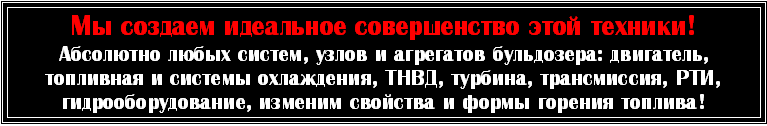 Мы создаем идеальное совершенство этой техники!
Абсолютно любых систем, узлов и агрегатов бульдозера: двигатель,
топливная и системы охлаждения, ТНВД, турбина, трансмиссия, РТИ,
гидрооборудование, изменим свойства и формы горения топлива!